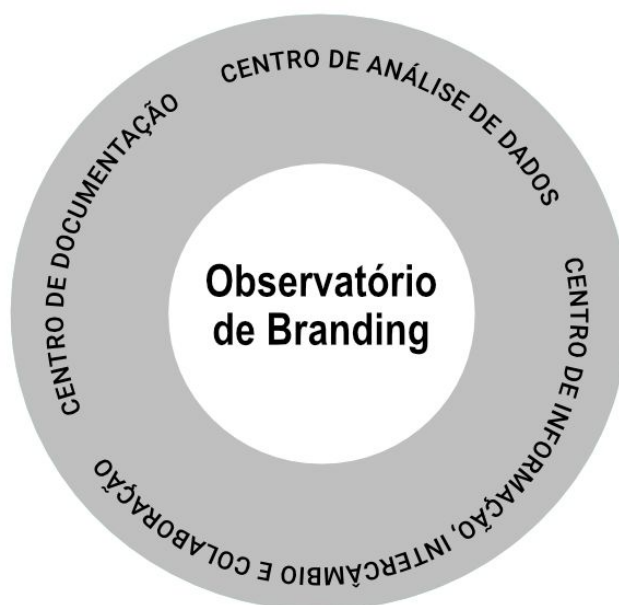 CENTRO DE ANÁLISE DE DADOS
CENTRO DE DOCUMENTAÇÃO
Observatório
de Branding
CENTRO DE INFORMAÇÃO, INTERCÂMBIO E COLABORAÇÃO